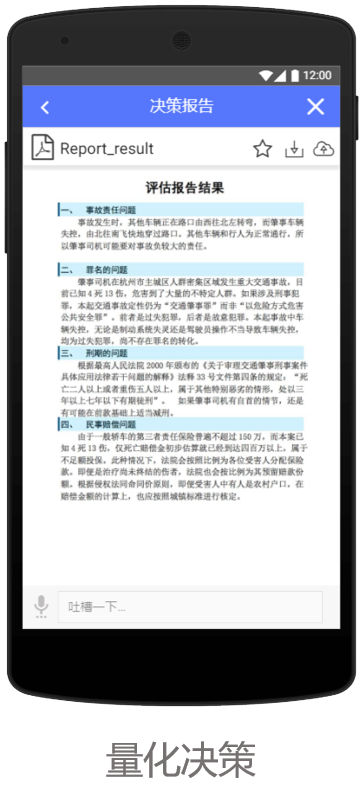 12:00
决策报告
Report_result
评估报告结果
一、 事故责任问题
事故发生时，其他车辆正在路口由西往北左转弯，而肇事车辆
失控，由北往南飞快地穿过路口，其他车辆和行人为正常通行，所
以肇事司机可能要对事故负较大的责任。
二、 罪名的问题
肇事司机在杭州市主城区人群密集区域发生重大交通事故，目
前已知 4 死 13 伤，危害到了大量的不特定人群。如果涉及刑事犯
罪，本起交通事故定性仍为“交通肇事罪”而非“以危险方式危害
公共安全罪”。前者是过失犯罪，后者是故意犯罪。本起事故中车
辆失控，无论是制动系统失灵还是驾驶员操作不当导致车辆失控，
均为过失犯罪，尚不存在罪名的转化。
三、 刑期的问题
根据最高人民法院 2000 年颁布的《关于审理交通肇事刑事案件
具体应用法律若干问题的解释》法释 33 号文件第四条的规定：“死
亡二人以上或者重伤五人以上，属于其他特别恶劣的情形，处以三
年以上七年以下有期徒刑”。 如果肇事司机有自首的情节，还是
有可能在前款基础上适当减刑。
四、 民事赔偿问题
由于一般轿车的第三者责任保险普遍不超过 150 万，而本案已
知 4 死 13 伤，仅死亡赔偿金初步估算就已经到达四百万以上，属于
不足额投保，此种情况下，法院会按照比例为各位受害人分配保险
款。即便是治疗尚未终结的伤者，法院也会按比例为其预留赔款份
额。根据侵权法同命同价原则，即便受害人中有人是农村户口，在
赔偿金额的计算上，也应按照城镇标准进行核定。
吐槽一下...
量化决策